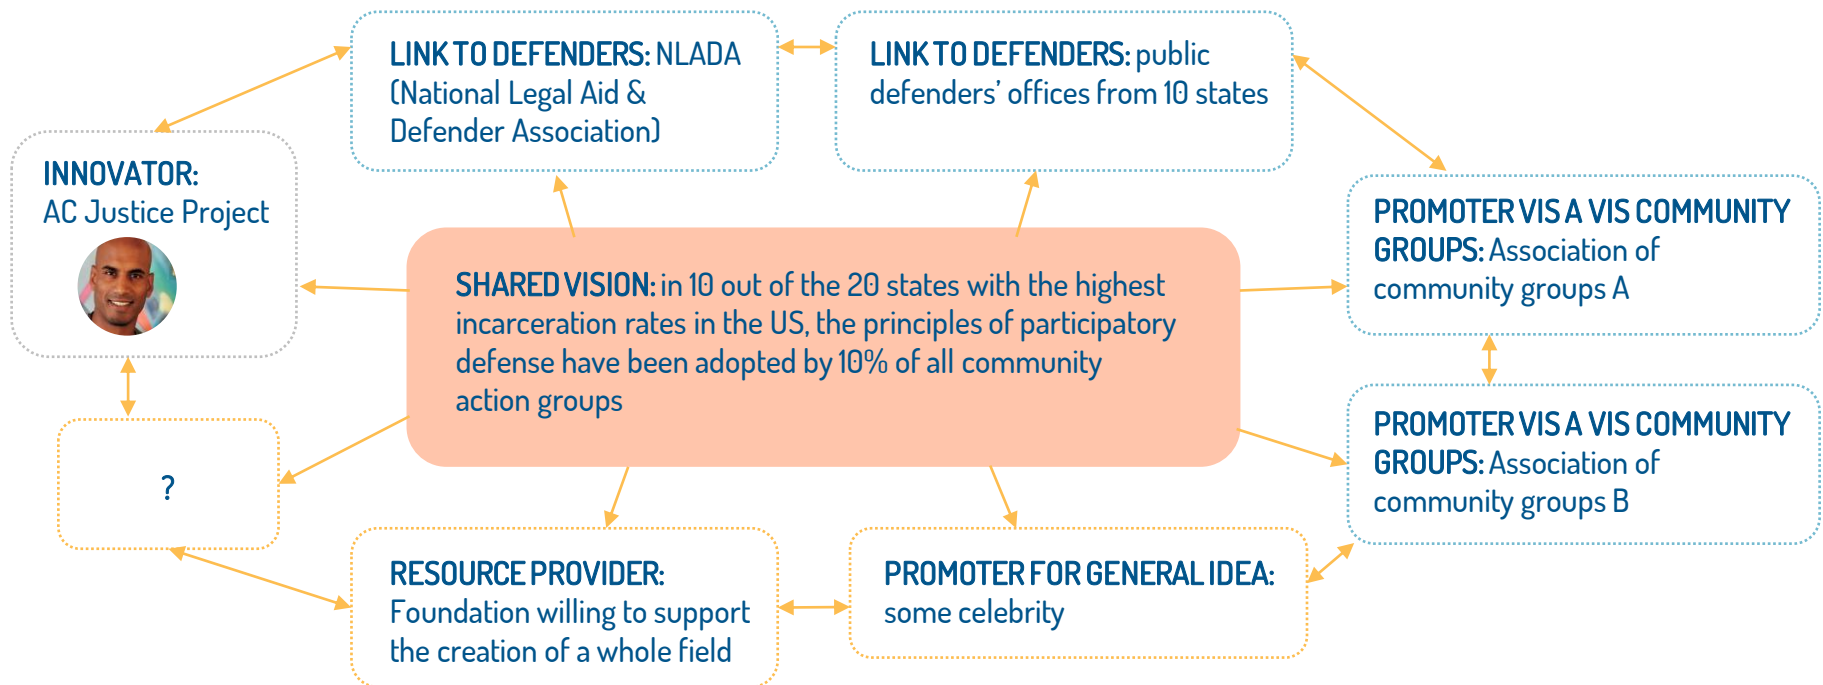 LINK TO DEFENDERS: NLADA
(National Legal Aid &
Defender Association)
LINK TO DEFENDERS: public
defenders’ offices from 10 states
INNOVATOR:
AC Justice Project
PROMOTER VIS A VIS COMMUNITY
GROUPS: Association of
community groups A
SHARED VISION: in 10 out of the 20 states with the highest
incarceration rates in the US, the principles of participatory
defense have been adopted by 10% of all community
action groups
PROMOTER VIS A VIS COMMUNITY
GROUPS: Association of
community groups B
?
RESOURCE PROVIDER:
Foundation willing to support
the creation of a whole field
PROMOTER FOR GENERAL IDEA:
some celebrity